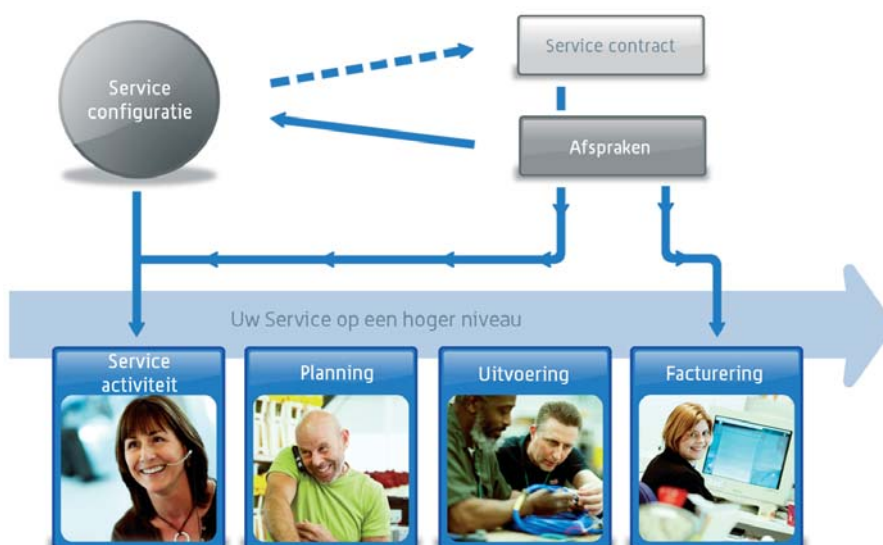 Service
configuratie
Service contract
Afspraken
Uw Service op een hoger niveau
Service
activiteit
Planning
Uitvoering
Facturering